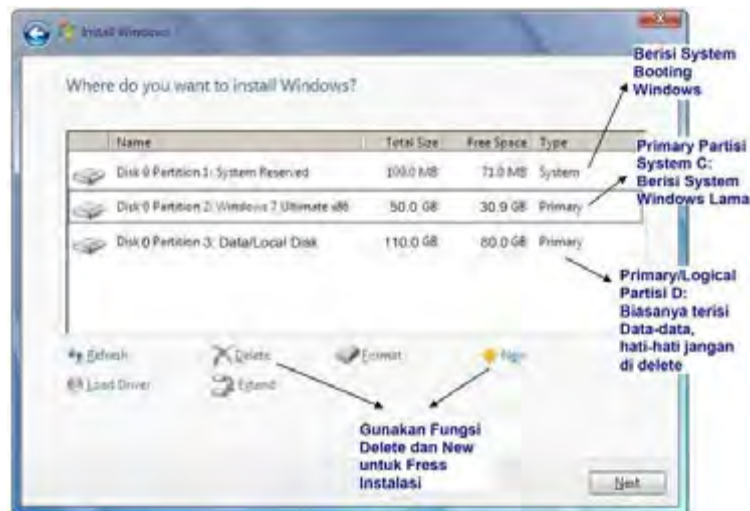 Install Windows
Where do you want to install Windows?
Name Total Size Free Space Type
Disk 0 Partition 1: System Reserved 100.0 MB 71.0 MB System
Disk 0 Partition 2: Windows 7 Ultimate x86 50.0 GB 30.9 GB Primary
Disk 0 Partition 3: Data/Local Disk 110.0 GB 80.0 GB Primary
Refresh Delete Format New
Load Driver Extend
Next
Berisi System
Booting
Windows
Primary Partisi
System C:
Berisi System
Windows Lama
Primary/Logical
Partisi D:
Biasanya terisi
Data-data,
hati-hati jangan
di delete
Gunakan Fungsi
Delete dan New
untuk Fress
Instalasi